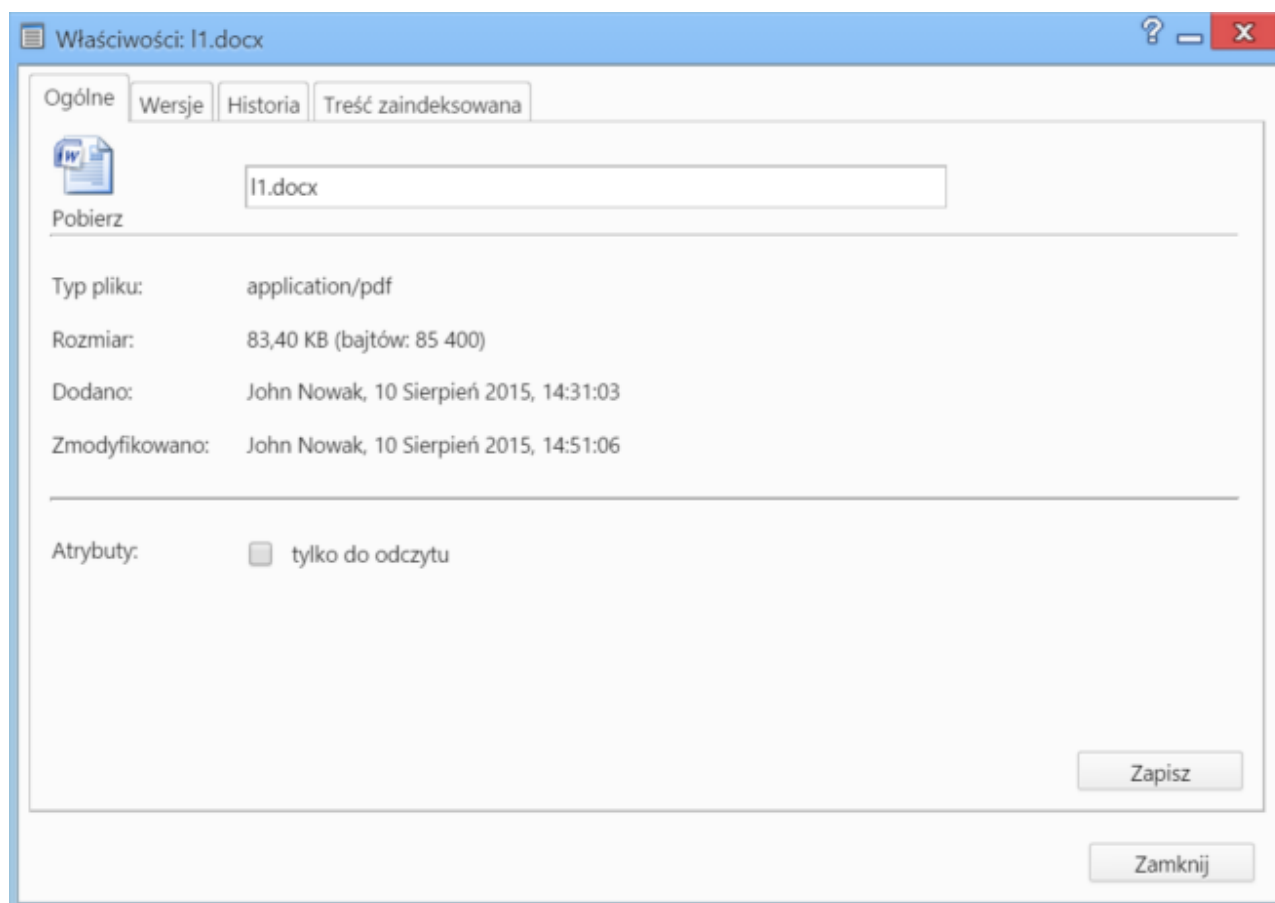 Właściwości: l1.docx
Ogólne Wersje Historia Treść zaindeksowana
l1.docx
Pobierz
Typ pliku: application/pdf
Rozmiar: 83,40 KB (bajtów: 85 400)
Dodano: John Nowak, 10 Sierpień 2015, 14:31:03
Zmodyfikowano: John Nowak, 10 Sierpień 2015, 14:51:06
Atrybuty: tylko do odczytu
Zapisz
Zamknij